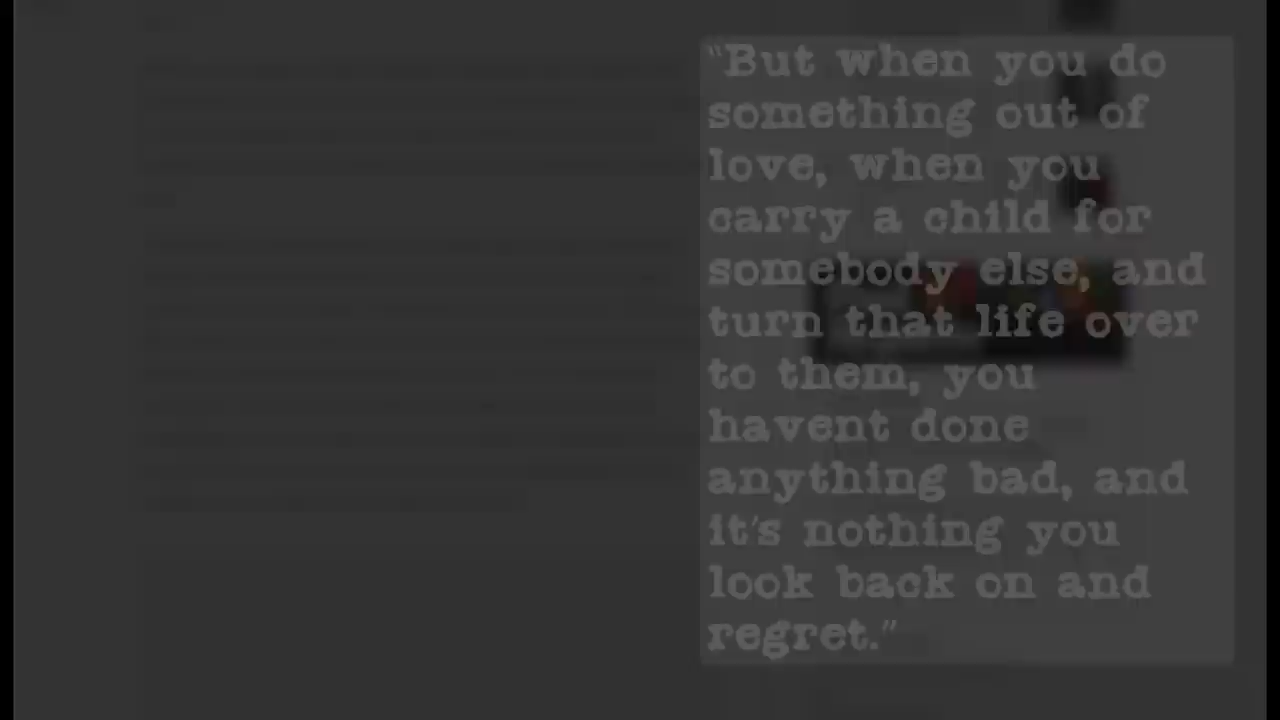 "But when you do
something out of
love, when you
carry a child for
somebody else, and
turn that life over
to them, you
havent done
anything bad, and
it's nothing you
look back on and
regret."